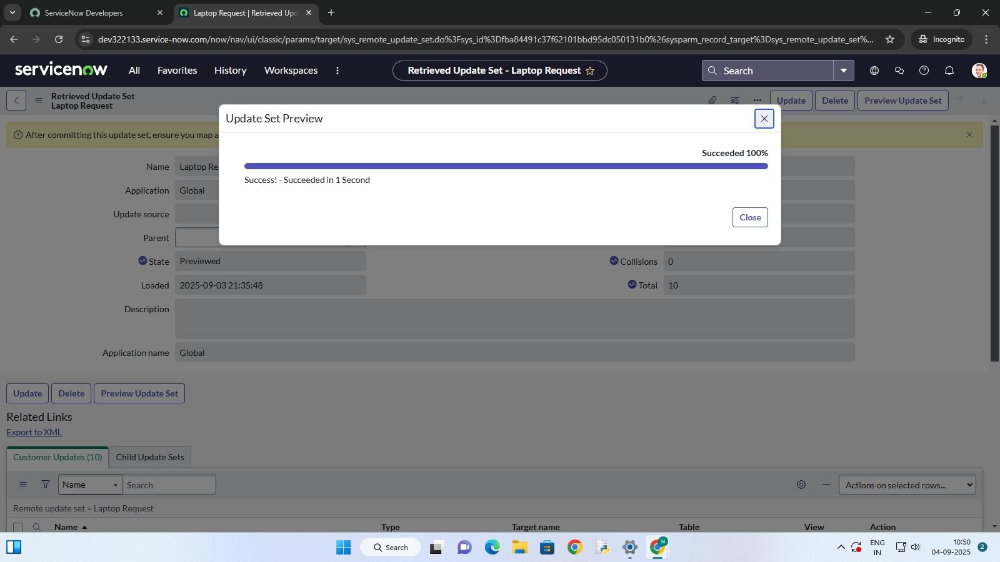 ServiceNow Developers
Laptop Request | Retrieved Upd
dev322133.service-now.com/now/nav/ui/classic/params/target/sys_remote_update_set.do%3Fsys_id%3Dfba84491c37f62101bbd95dc050131b0%26sysparm_record_target%3Dsys_remote_update_set%...
Incognito
servicenow
All
Favorites
History
Workspaces
Retrieved Update Set - Laptop Request
Search
Retrieved Update Set
Laptop Request
Update
Delete
Preview Update Set
After committing this update set, ensure you map a
Update Set Preview
Succeeded 100%
Success! - Succeeded in 1 Second
Close
Name
Laptop Re
Application
Global
Update source
Parent
State
Previewed
Collisions
0
Loaded
2025-09-03 21:35:48
Total
10
Description
Application name
Global
Update
Delete
Preview Update Set
Related Links
Export to XML
Customer Updates (10)
Child Update Sets
Name
Search
Actions on selected rows...
Remote update set = Laptop Request
Name
Type
Target name
Table
View
Action
Search
N
ENG
IN
10:50
04-09-2025
2